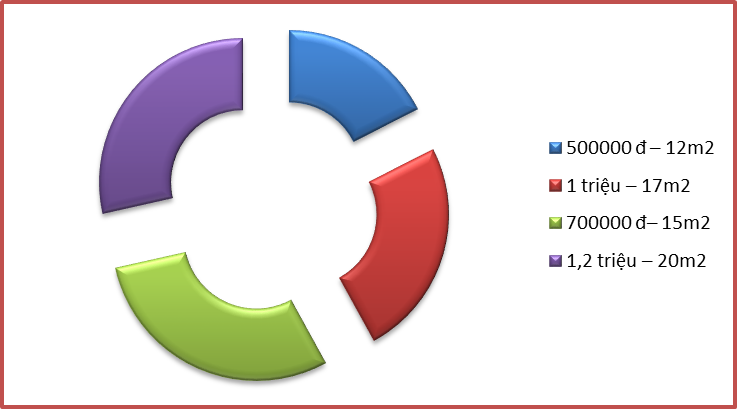 500000 đ – 12m2
1 triệu – 17m2
700000 đ– 15m2
1,2 triệu – 20m2